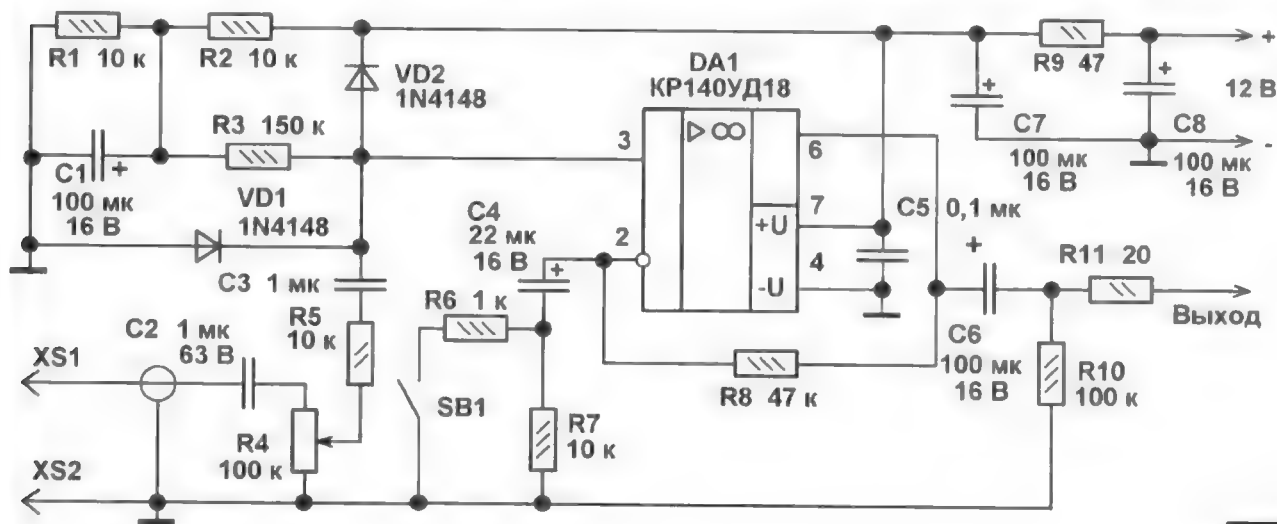 R1 10 к
R2 10 к
VD2
1N4148
DA1
КР140УД18
R9 47
+
+
+
12 В
-
C7
100 мк
16 В
C8
100 мк
16 В
R3 150 к
C1
+
100 мк
16 В
VD1
1N4148
3
2
6
7
4
▷∞
+U
-U
C4
22 мк
16 В
+
C5 0,1 мк
+
R11 20
C3 1 мк
R5
10 к
R6 1 к
C2 1 мк
63 В
XS1
XS2
R4
100 к
SB1
R7
10 к
R8 47 к
C6
100 мк
16 В
R10
100 к
Выход